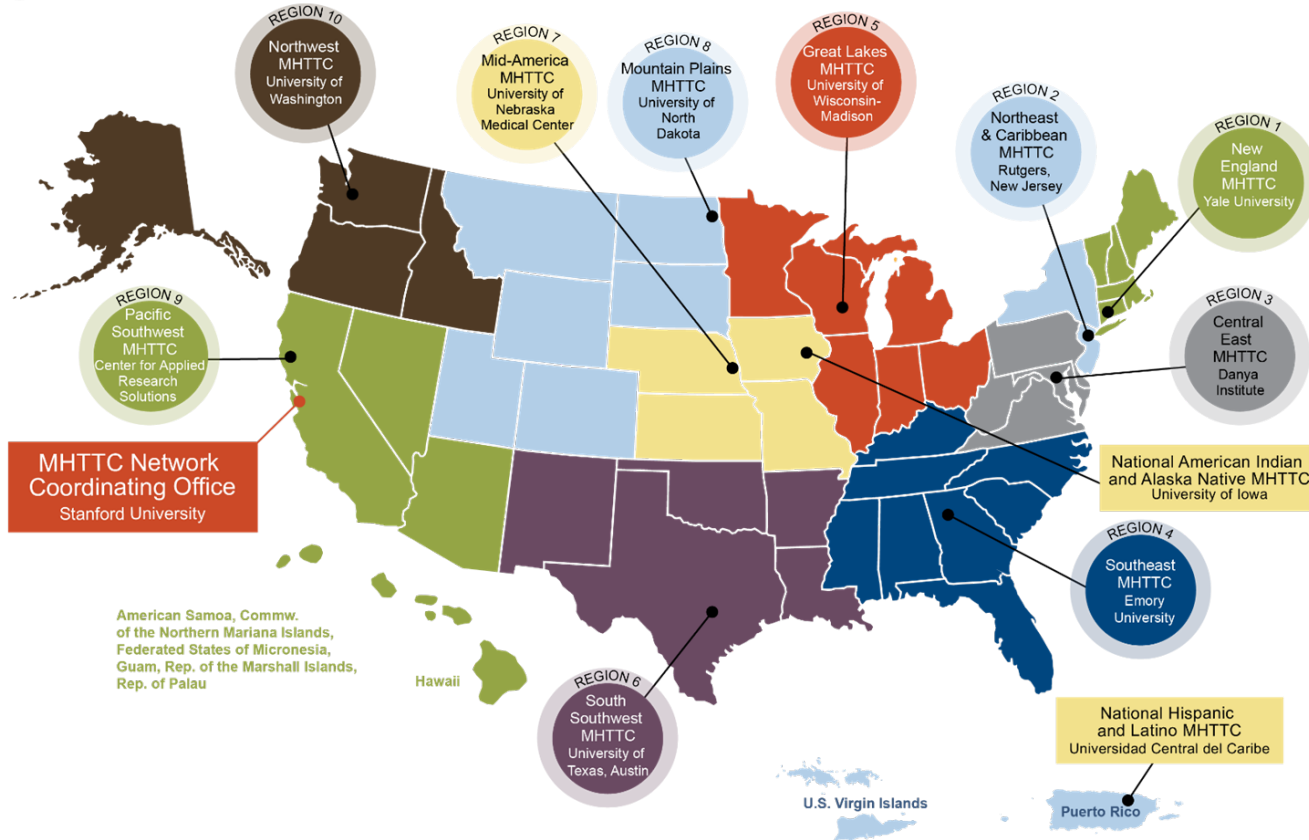 REGION 10
Northwest
MHTTC
University of
Washington
REGION 7
Mid-America
MHTTC
University of
Nebraska
Medical Center
REGION 8
Mountain Plains
MHTTC
University of
North
Dakota
REGION 5
Great Lakes
MHTTC
University of
Wisconsin-
Madison
REGION 2
Northeast
& Caribbean
MHTTC
Rutgers,
New Jersey
REGION 1
New
England
MHTTC
Yale University
REGION 9
Pacific
Southwest
MHTTC
Center for Applied
Research
Solutions
REGION 3
Central
East
MHTTC
Danya
Institute
MHTTC Network
Coordinating Office
Stanford University
National American Indian
and Alaska Native MHTTC
University of Iowa
REGION 4
Southeast
MHTTC
Emory
University
American Samoa, Commw.
of the Northern Mariana Islands,
Federated States of Micronesia,
Guam, Rep. of the Marshall Islands,
Rep. of Palau
Hawaii
REGION 6
South
Southwest
MHTTC
University of
Texas, Austin
National Hispanic
and Latino MHTTC
Universidad Central del Caribe
U.S. Virgin Islands
Puerto Rico